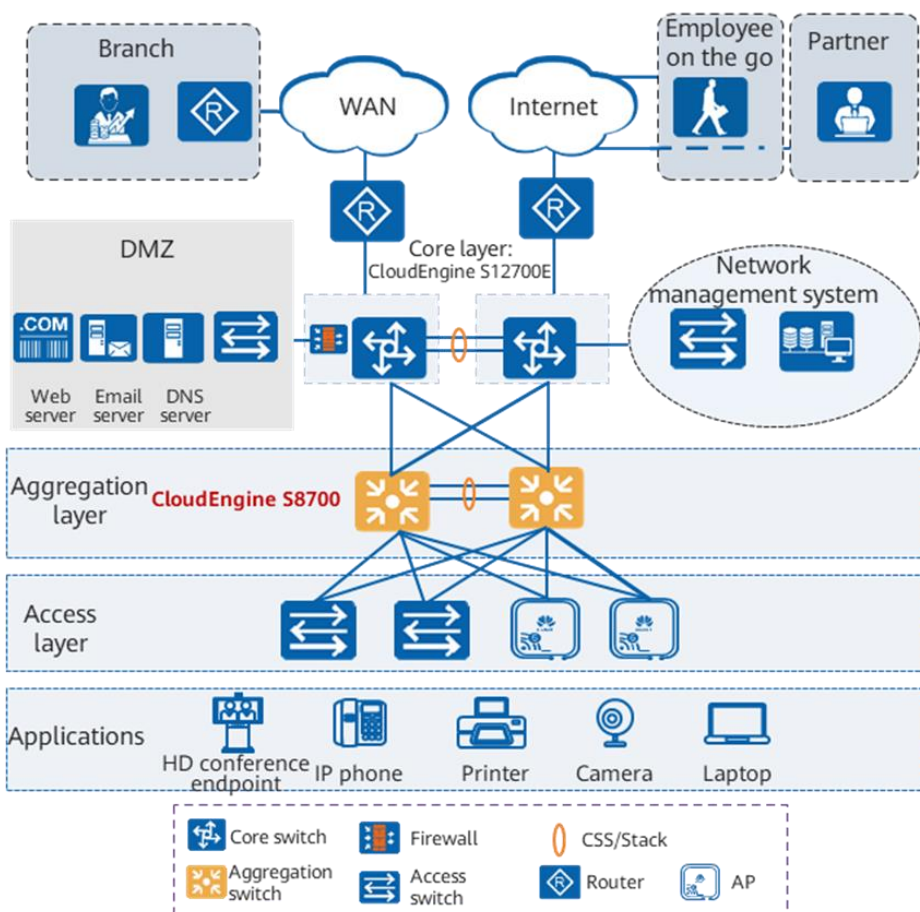 Branch
WAN
Internet
Employee
on the go
Partner
R
R
R
DMZ
Core layer:
CloudEngine S12700E
Network
management system
.COM
Web
server
Email
server
DNS
server
Aggregation
layer
CloudEngine S8700
Access
layer
Applications
HD conference
endpoint
IP phone
Printer
Camera
Laptop
Core switch
Firewall
CSS/Stack
Aggregation
switch
Access
switch
R
Router
AP